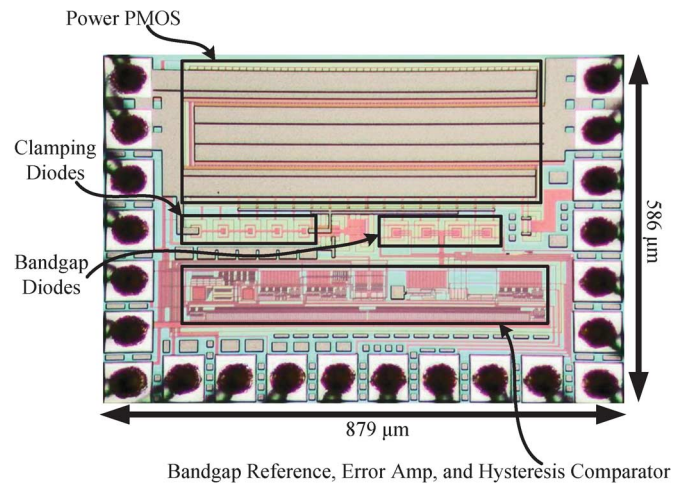 Power PMOS
Clamping
Diodes
586 μm
Bandgap
Diodes
879 μm
Bandgap Reference, Error Amp, and Hysteresis Comparator